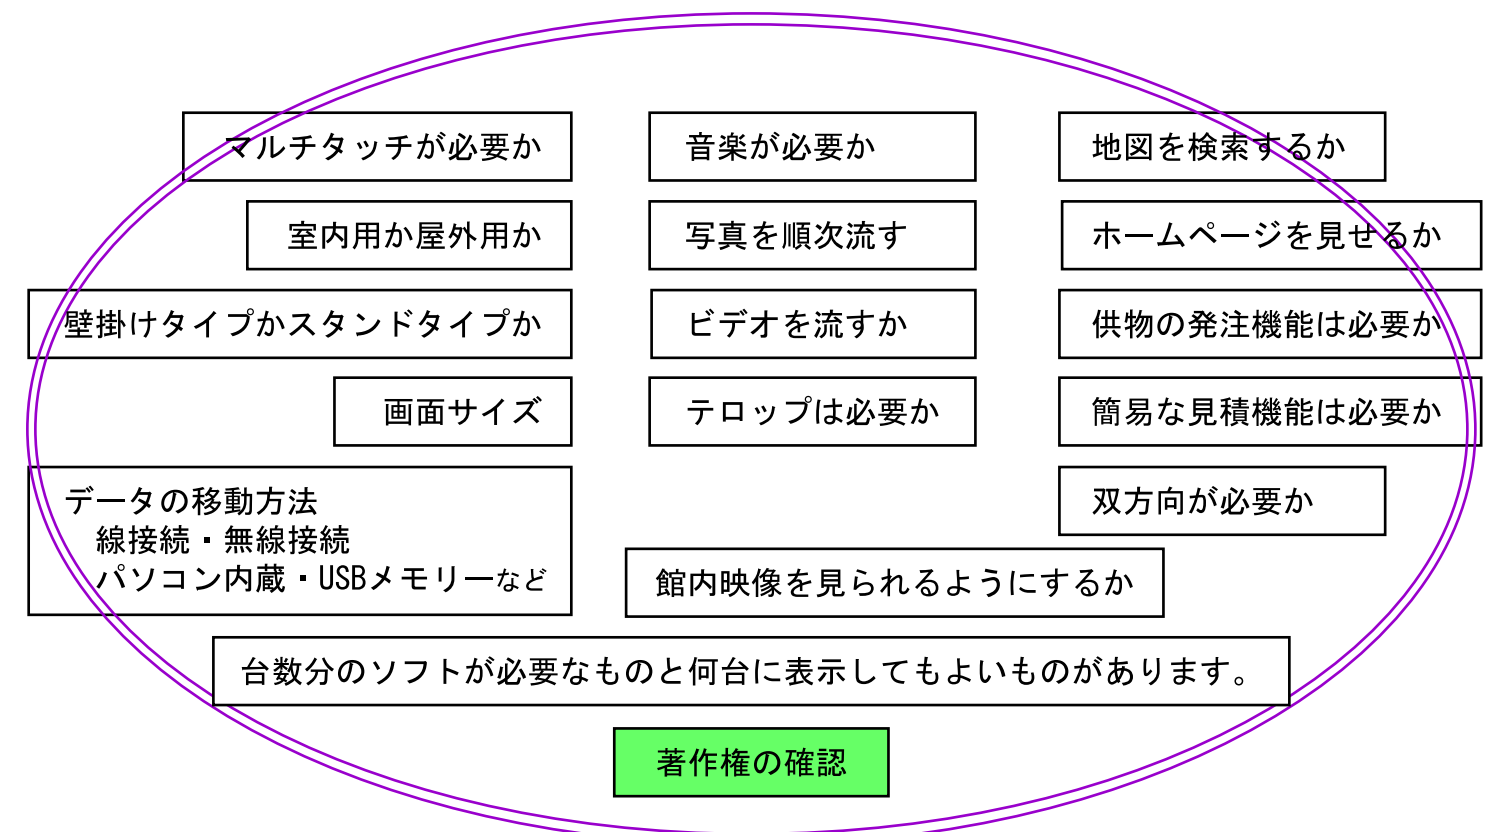 マルチタッチが必要か
音楽が必要か
地図を検索するか
室内用か屋外用か
写真を順次流す
ホームページを見せるか
壁掛けタイプかスタンドタイプか
ビデオを流すか
供物の発注機能は必要か
画面サイズ
テロップは必要か
簡易な見積機能は必要か
データの移動方法
線接続・無線接続
パソコン内蔵・USBメモリーなど
双方向が必要か
館内映像を見られるようにするか
台数分のソフトが必要なものと何台に表示してもよいものがあります。
著作権の確認